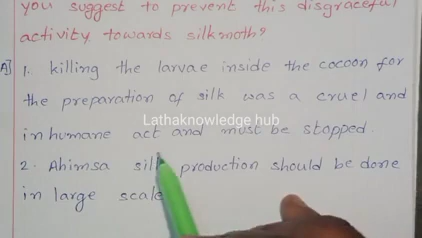 you suggest to prevent this disgraceful
activity towards silkmoth?
A] 1. killing the larvae inside the cocoon for
the preparation of silk was a cruel and
inhumane act and must be stopped.
Lathaknowledge hub
2. Ahimsa silk production should be done
in large scale